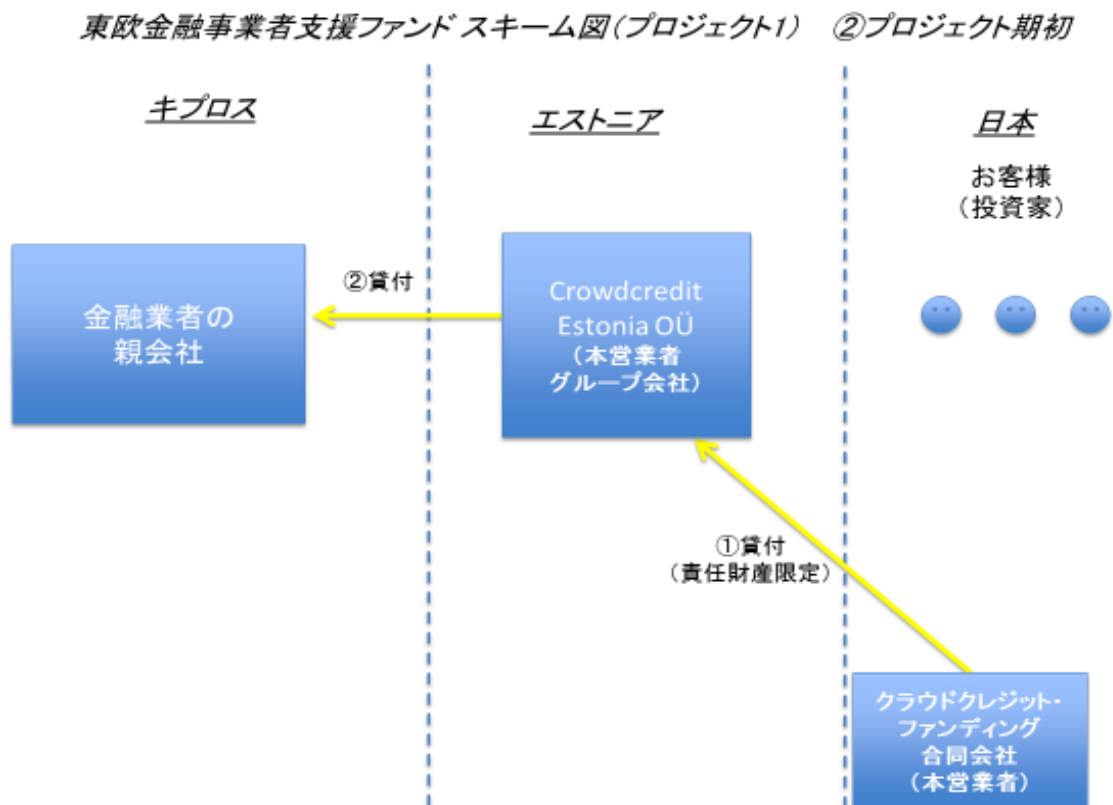 東欧金融事業者支援ファンド スキーム図(プロジェクト1)　②プロジェクト期初
キプロス
エストニア
日本
お客様
(投資家)
金融業者の
親会社
②貸付
Crowdcredit
Estonia OÜ
(本営業者
グループ会社)
①貸付
(責任財産限定)
クラウドクレジット・
ファンディング
合同会社
(本営業者)